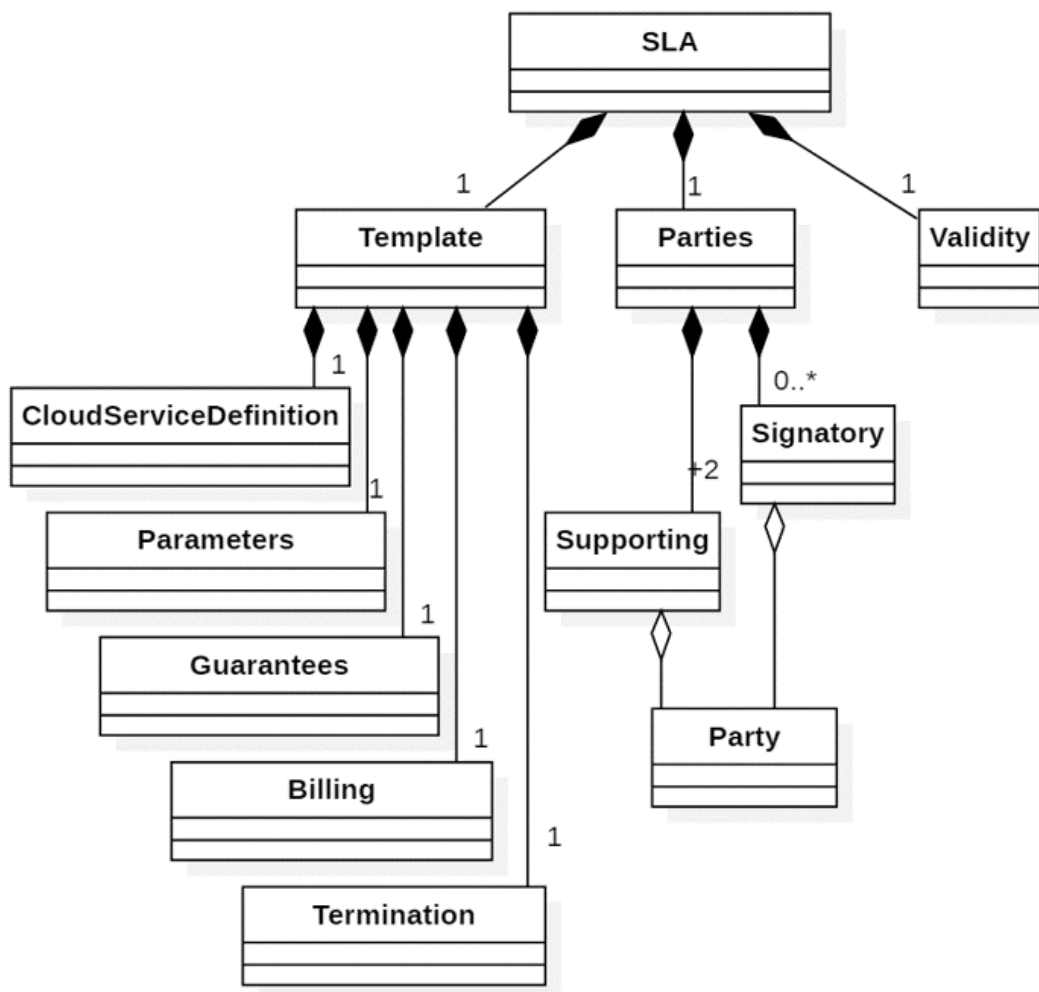 SLA
1
1
1
Template
Parties
Validity
1
0..*
CloudServiceDefinition
Signatory
+2
1
Parameters
Supporting
1
Guarantees
Party
1
Billing
1
Termination